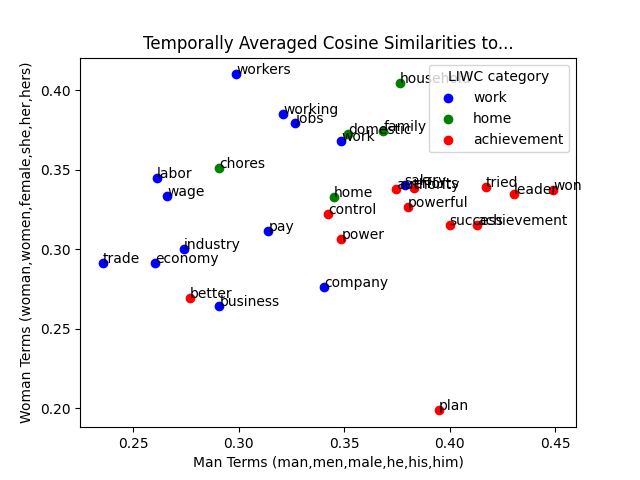 Temporally Averaged Cosine Similarities to...
Woman Terms (woman,women,female,she,her,hers)
0.40
0.35
0.30
0.25
0.20
LIWC category
work
home
achievement
workers
household
working
jobs
domestic
family
work
chores
labor
wage
salary
tried
leader
won
home
control
powerful
success
achievement
pay
power
industry
trade
economy
company
better
business
plan
0.25
0.30
0.35
0.40
0.45
Man Terms (man,men,male,he,his,him)